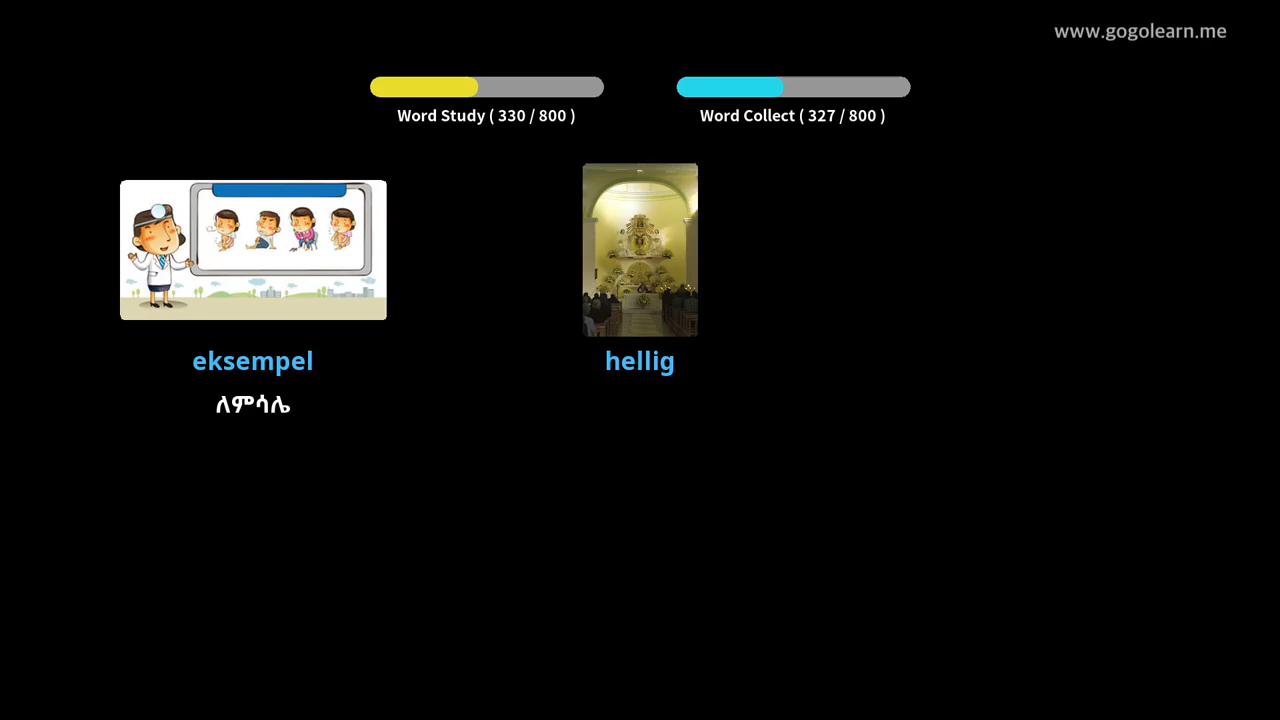 www.gogolearn.me
Word Study ( 330 / 800 )
Word Collect ( 327 / 800 )
eksempel
ለምሳሌ
hellig